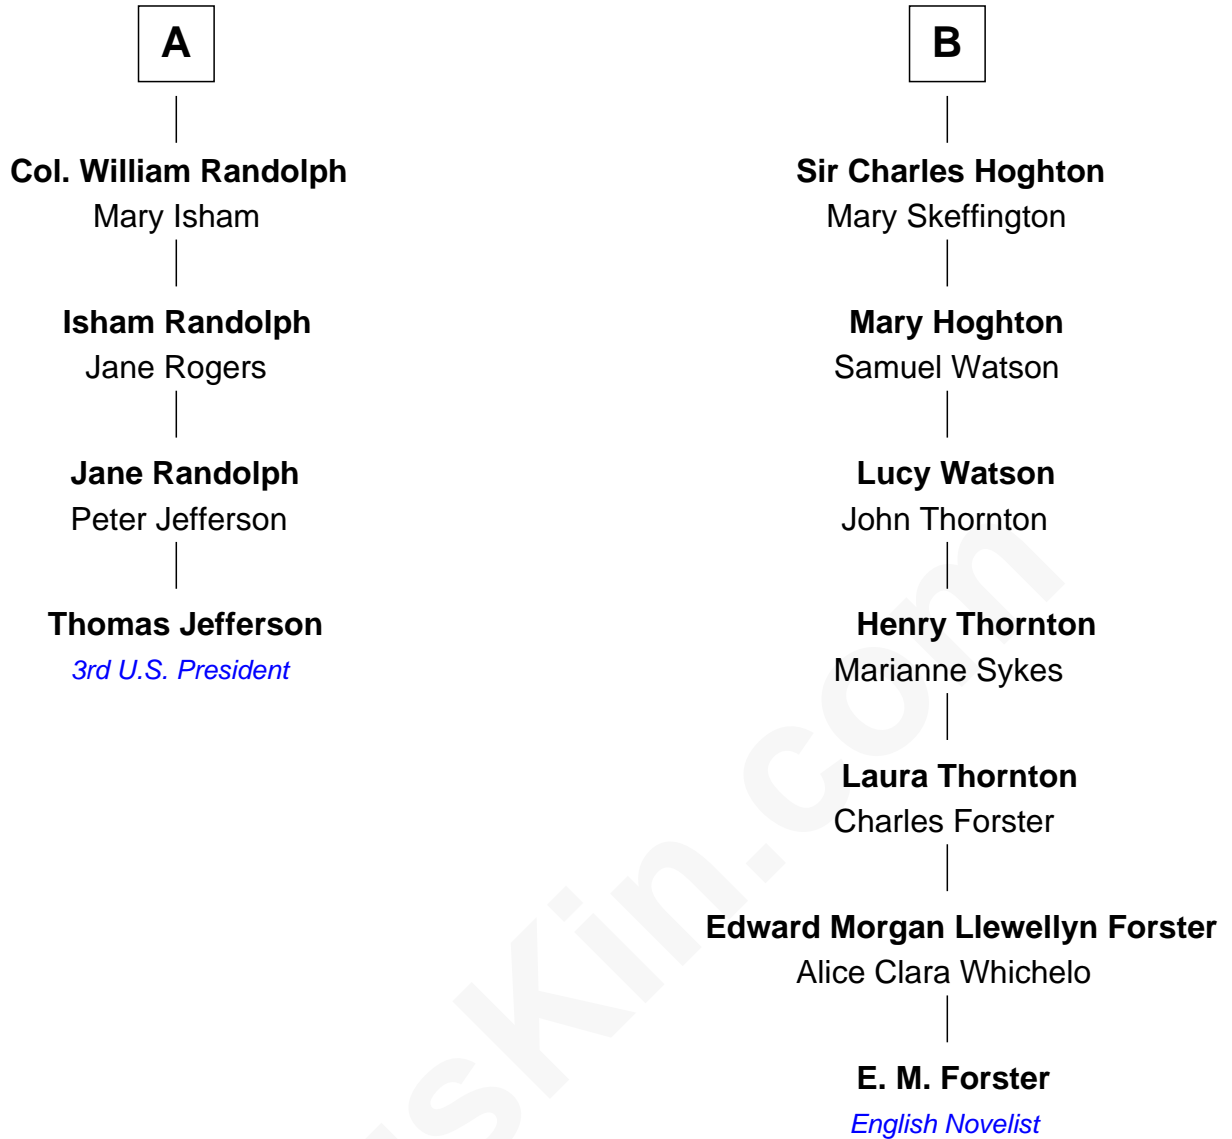 A
Col. William Randolph
Mary Isham
Isham Randolph
Jane Rogers
Jane Randolph
Peter Jefferson
Thomas Jefferson
3rd U.S. President
B
Sir Charles Hoghton
Mary Skeffington
Mary Hoghton
Samuel Watson
Lucy Watson
John Thornton
Henry Thornton
Marianne Sykes
Laura Thornton
Charles Forster
Edward Morgan Llewellyn Forster
Alice Clara Whichelo
E. M. Forster
English Novelist